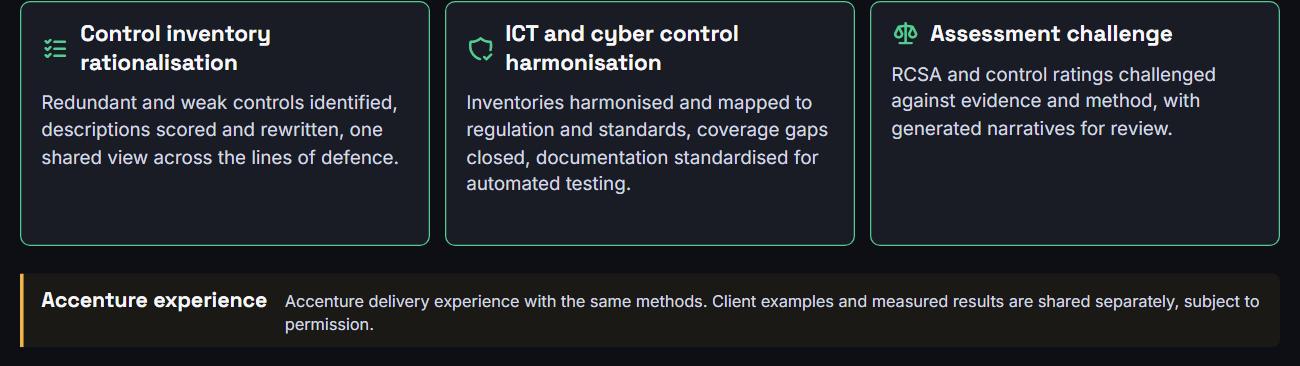 Control inventory
rationalisation
Redundant and weak controls identified,
descriptions scored and rewritten, one
shared view across the lines of defence.
ICT and cyber control
harmonisation
Inventories harmonised and mapped to
regulation and standards, coverage gaps
closed, documentation standardised for
automated testing.
Assessment challenge
RCSA and control ratings challenged
against evidence and method, with
generated narratives for review.
Accenture experience
Accenture delivery experience with the same methods. Client examples and measured results are shared separately, subject to
permission.